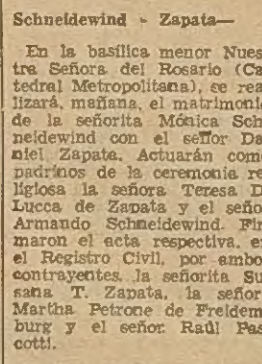 Schneidewind - Zapata—
En la basílica menor Nues
tra Señora del Rosario (Ca
tedral Metropolitana), se rea
lizará, mañana, el matrimonio
de la señorita Mónica Sch
neidewind con el señor Da
niel Zapata. Actuarán como
padrinos de la ceremonia re
ligiosa la señora Teresa D
Lucca de Zapata y el seño
Armando Schneidewind. Fir
maron el acta respectiva, e
el Registro Civil, por ambo
contrayentes, la señorita Su
sana T. Zapata, la señor
Martha Petrone de Freidem
burg y el señor Raúl Pas
cotti.